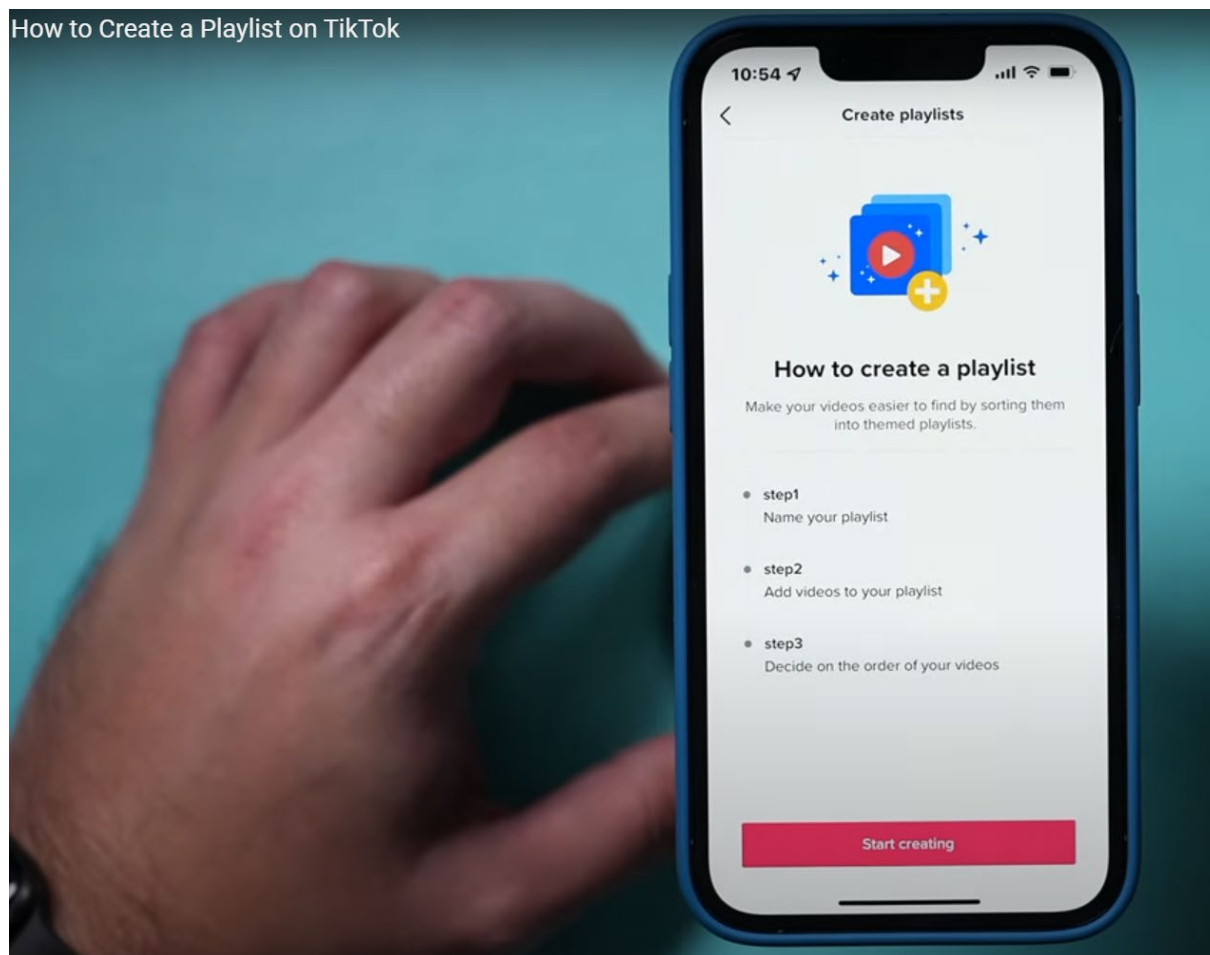 How to Create a Playlist on TikTok
10:54
Create playlists
How to create a playlist
Make your videos easier to find by sorting them
into themed playlists.
step1
Name your playlist
step2
Add videos to your playlist
step3
Decide on the order of your videos
Start creating